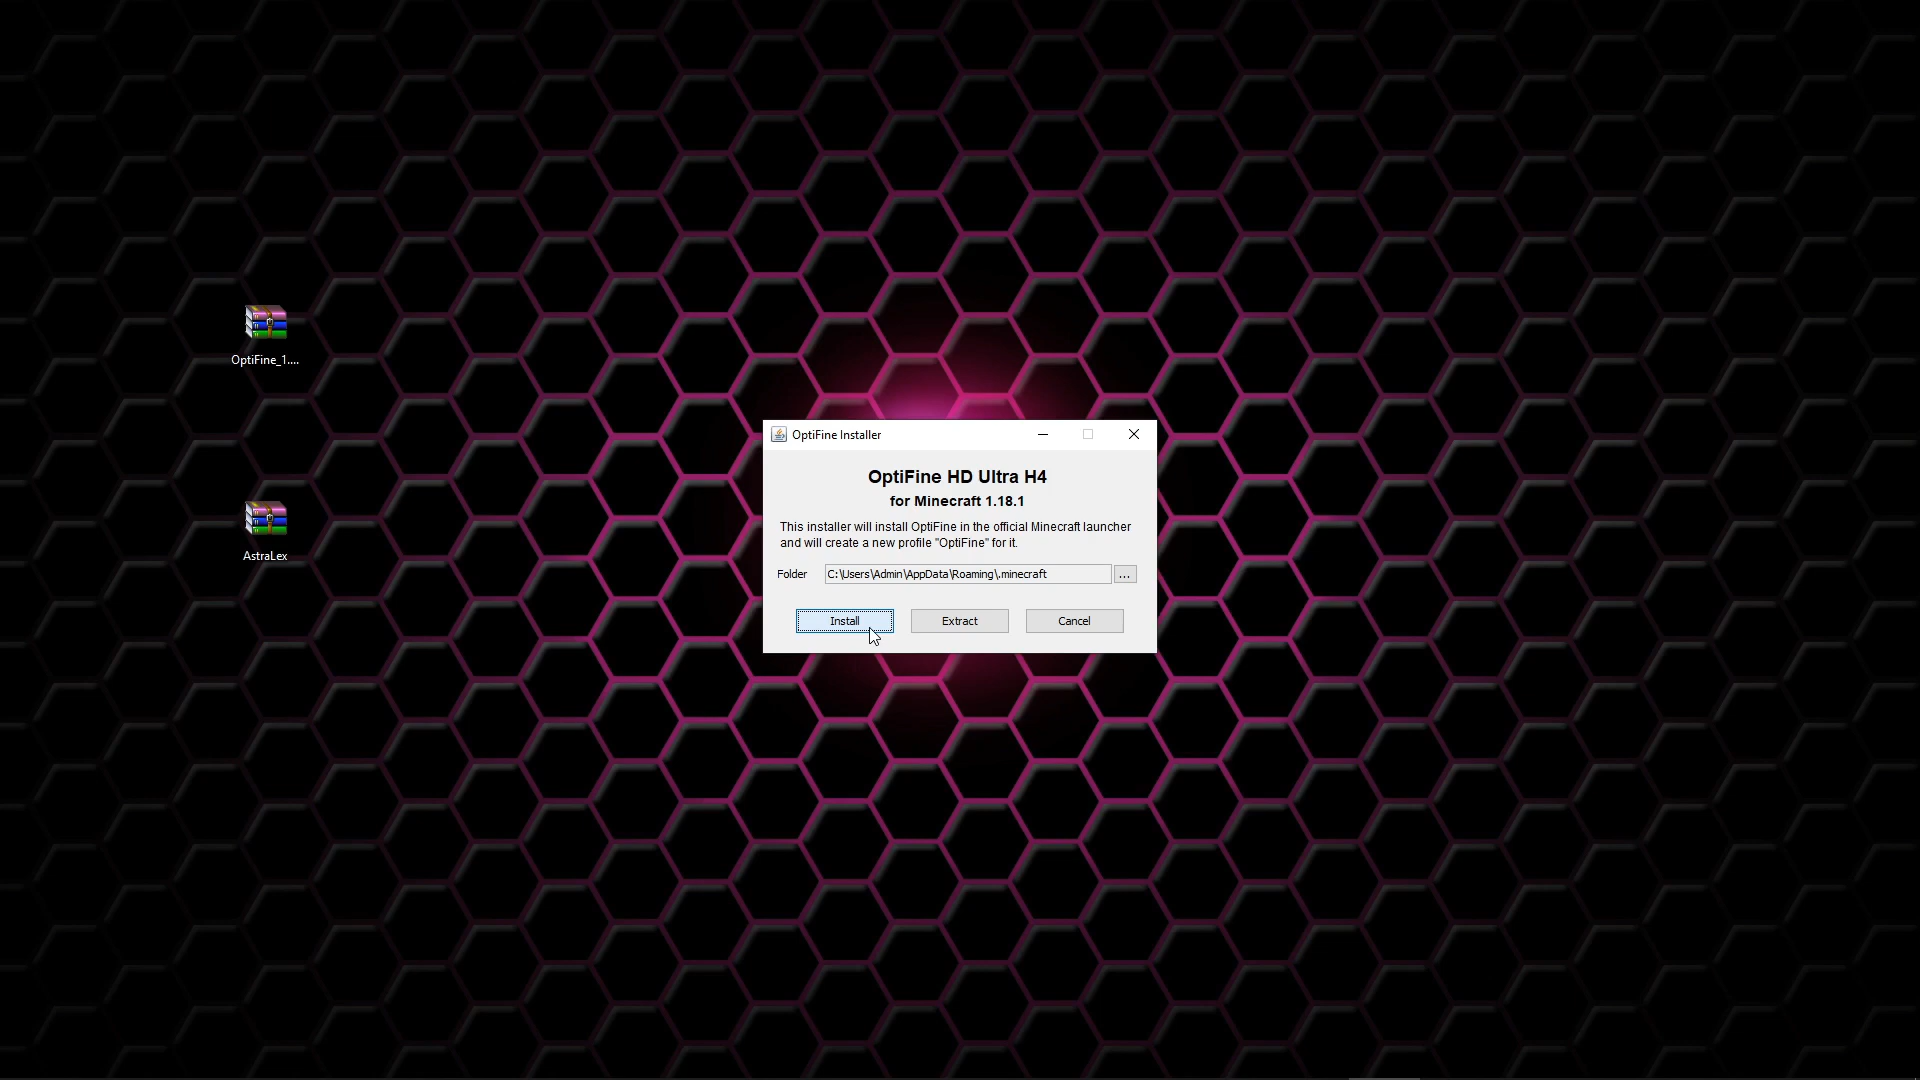 OptiFine_1....
AstraLex
OptiFine Installer
OptiFine HD Ultra H4
for Minecraft 1.18.1
This installer will install OptiFine in the official Minecraft launcher
and will create a new profile "OptiFine" for it.
Folder C:\Users\Admin\AppData\Roaming\.minecraft ...
Install Extract Cancel